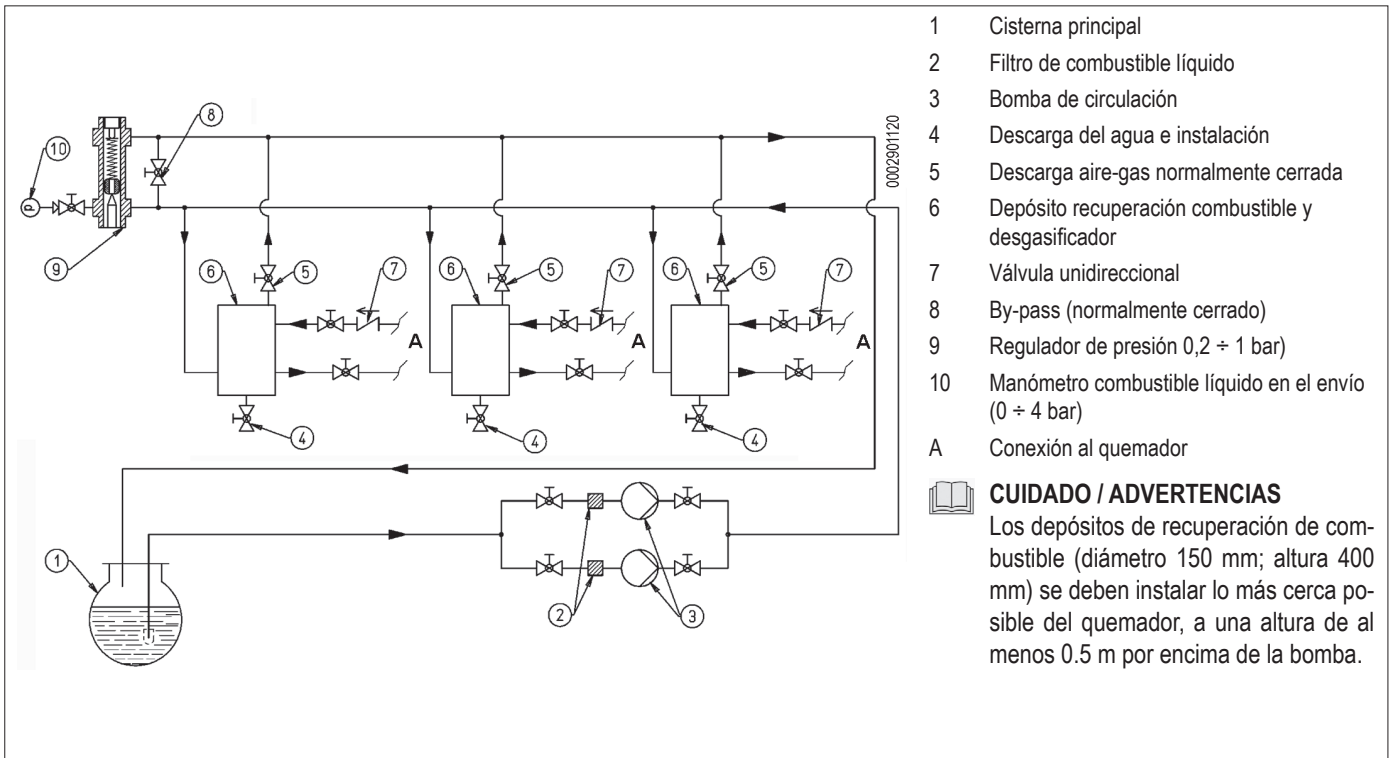 8
10
p
9
6
5
7
6
5
7
6
5
7
A
A
A
4
4
4
1
2
3
0002901120
1 Cisterna principal
2 Filtro de combustible líquido
3 Bomba de circulación
4 Descarga del agua e instalación
5 Descarga aire-gas normalmente cerrada
6 Depósito recuperación combustible y
desgasificador
7 Válvula unidireccional
8 By-pass (normalmente cerrado)
9 Regulador de presión 0,2 ÷ 1 bar)
10 Manómetro combustible líquido en el envío
(0 ÷ 4 bar)
A Conexión al quemador
CUIDADO / ADVERTENCIAS
Los depósitos de recuperación de com-
bustible (diámetro 150 mm; altura 400
mm) se deben instalar lo más cerca po-
sible del quemador, a una altura de al
menos 0.5 m por encima de la bomba.